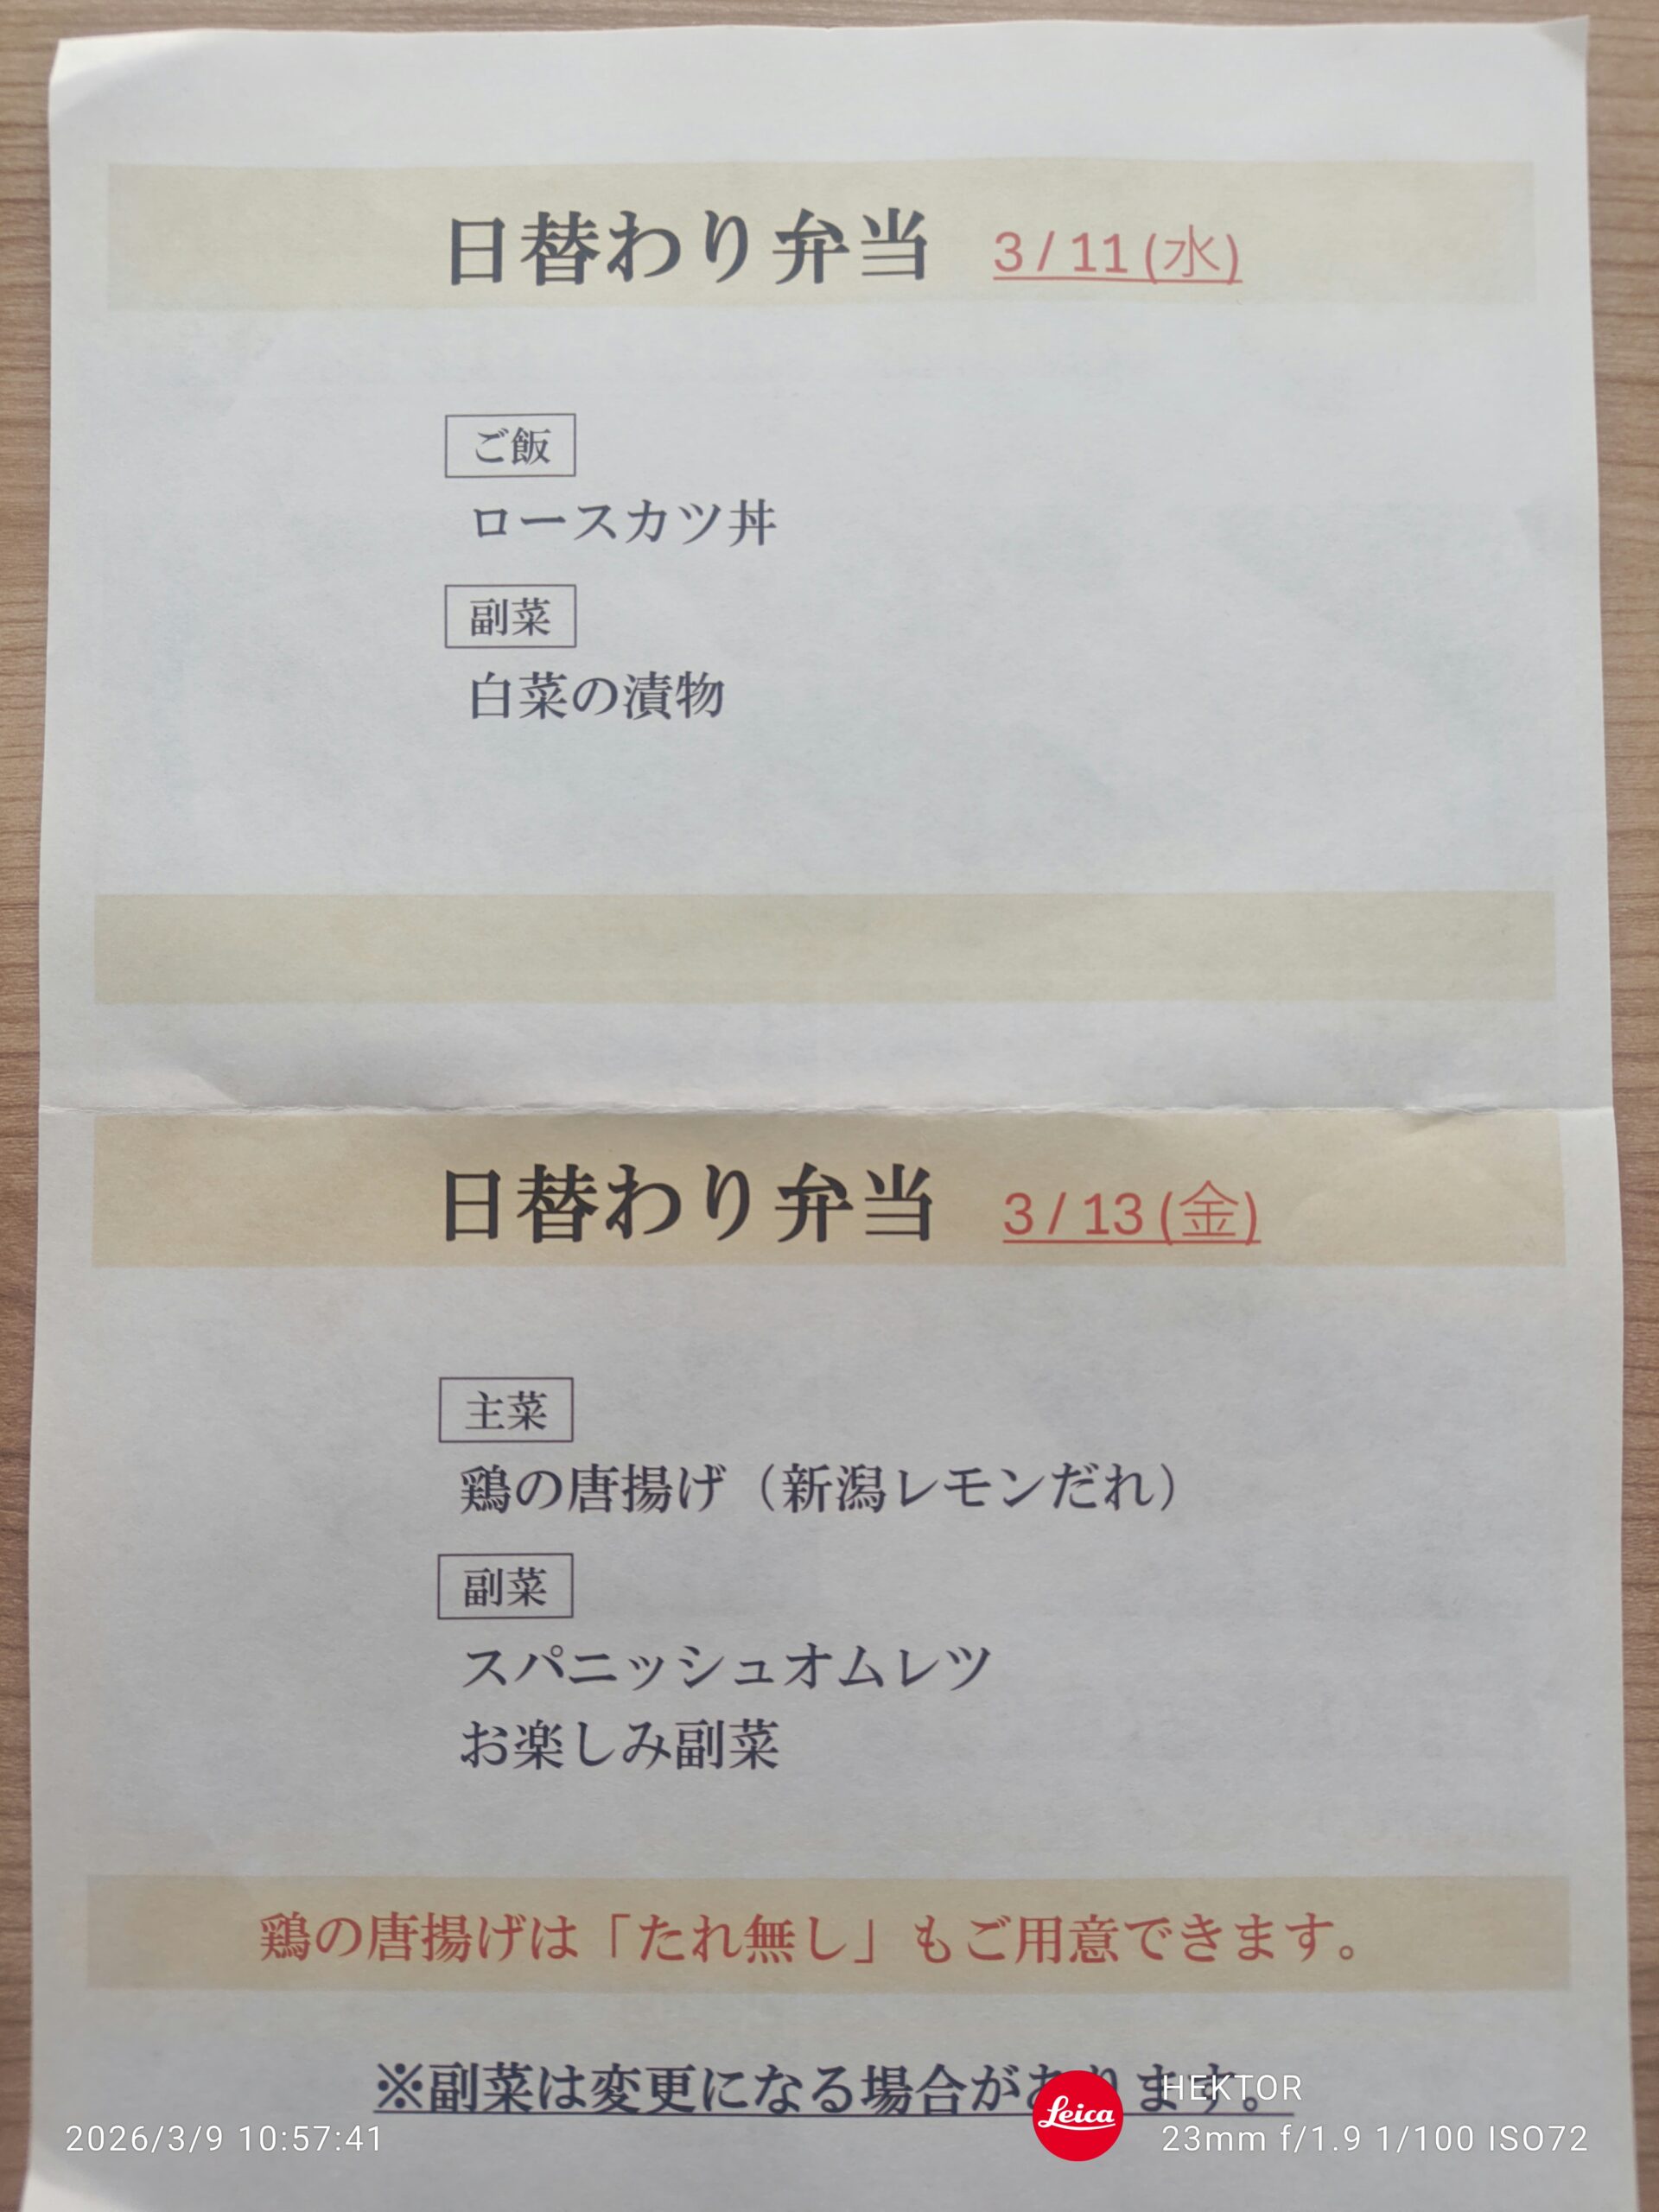 日替わり弁当 3/11(水)
ご飯
ロースカツ丼
副菜
白菜の漬物
日替わり弁当 3/13(金)
主菜
鶏の唐揚げ（新潟レモンだれ）
副菜
スパニッシュオムレツ
お楽しみ副菜
鶏の唐揚げは「たれ無し」もご用意できます。
※副菜は変更になる場合があります。
Leica
HEKTOR
2026/3/9 10:57:41
23mm f/1.9 1/100 ISO72